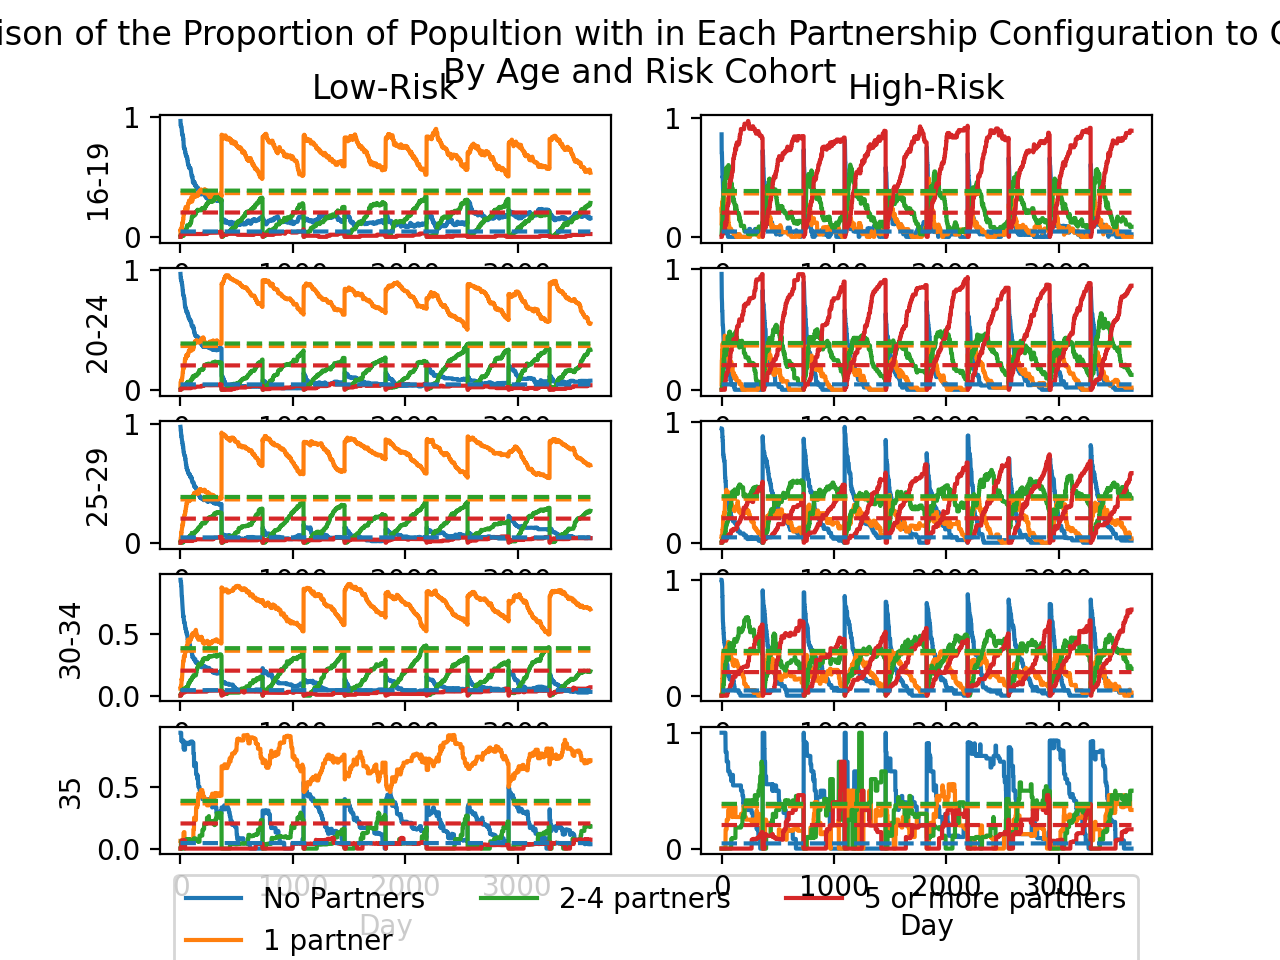 ison of the Proportion of Popultion with in Each Partnership Configuration to
By Age and Risk Cohort
Low-Risk High-Risk
16-19
1
0
1
0
20-24
1
0
1
0
25-29
1
0
1
0
30-34
0.5
0.0
1
0
35
0.5
0.0
1
0
0 1000 2000 3000
0 1000 2000 3000
Day
Day
No Partners 2-4 partners 5 or more partners
1 partner